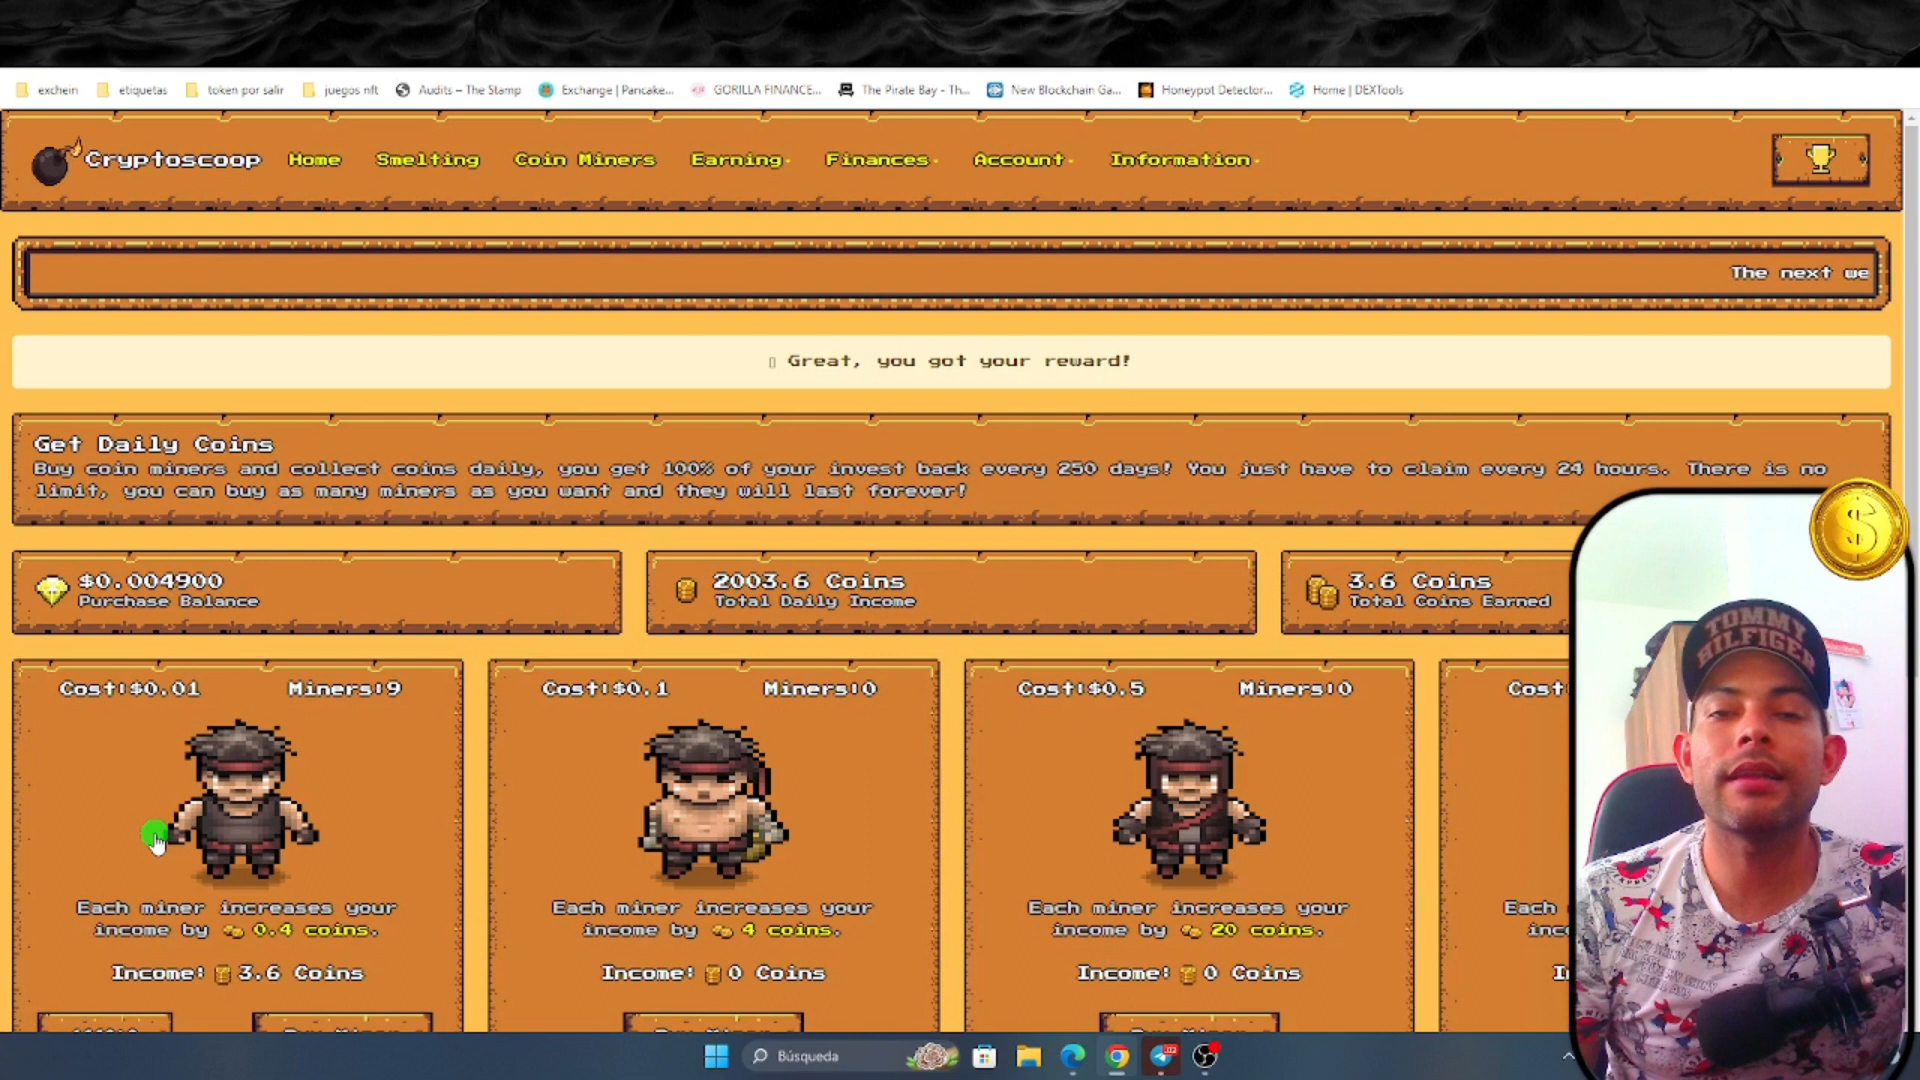 exchein etiquetas token por salir juegos nft Audits – The Stamp Exchange | Pancake... GORILLA FINANCE... The Pirate Bay - Th... New Blockchain Ga... Honeypot Detector... Home | DEXTools
Cryptoscoop Home Smelting Coin Miners Earning Finances Account Information
The next we
Great, you got your reward!
Get Daily Coins
Buy coin miners and collect coins daily, you get 100% of your invest back every 250 days! You just have to claim every 24 hours. There is no
limit, you can buy as many miners as you want and they will last forever!
$0.004900
Purchase Balance
2003.6 Coins
Total Daily Income
3.6 Coins
Total Coins Earned
Cost:$0.01 Miners:9
Each miner increases your
income by 0.4 coins.
Income: 3.6 Coins
Cost:$0.1 Miners:0
Each miner increases your
income by 4 coins.
Income: 0 Coins
Cost:$0.5 Miners:0
Each miner increases your
income by 20 coins.
Income: 0 Coins
Cost
Each
inc
TOMMY
HILFIGER
Búsqueda